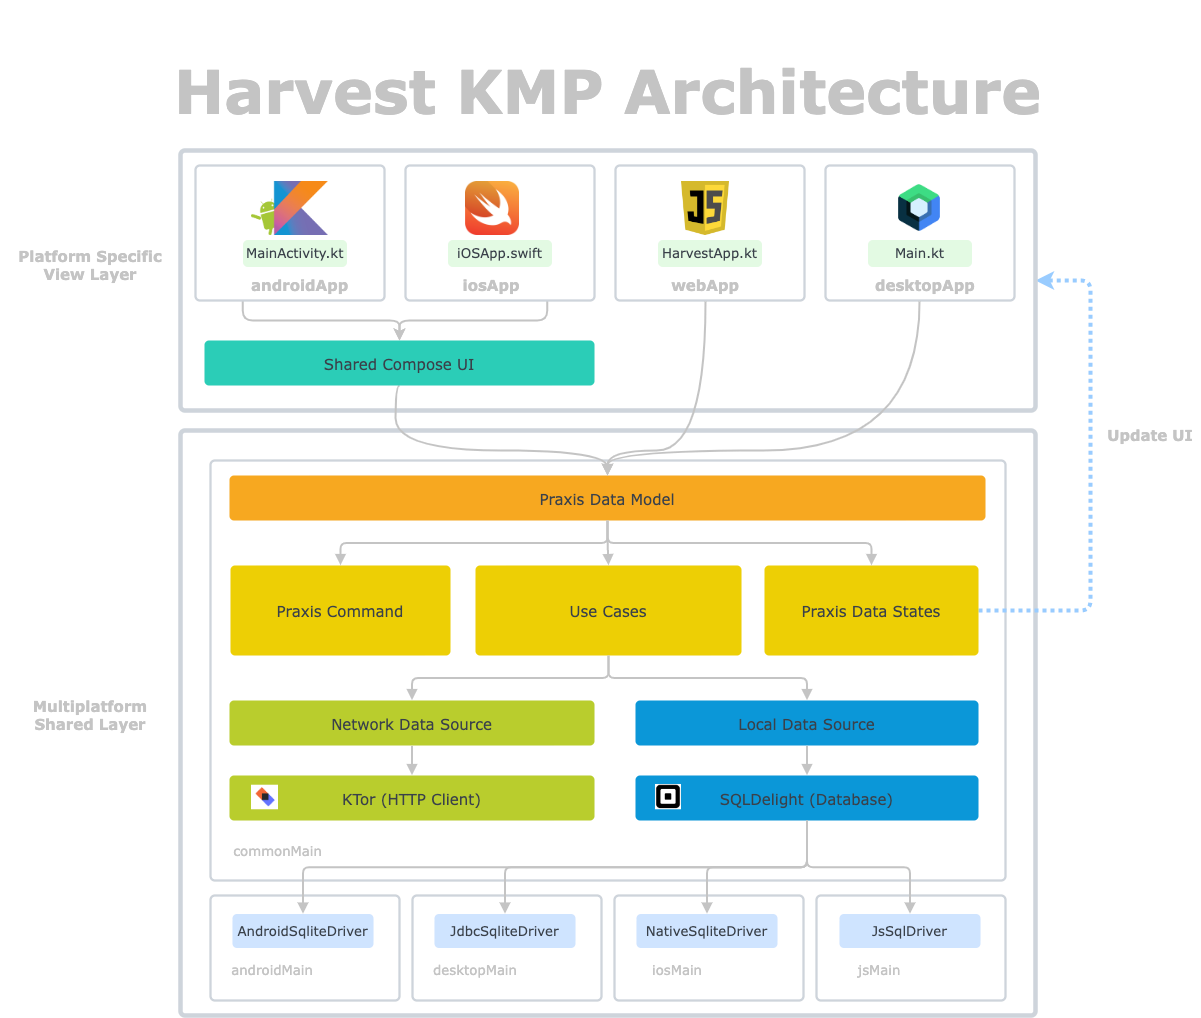 Harvest KMP Architecture
JS
MainActivity.kt
iOSApp.swift
HarvestApp.kt
Main.kt
androidApp
iosApp
webApp
desktopApp
Platform Specific
View Layer
Shared Compose UI
Update UI
Praxis Data Model
Praxis Command
Use Cases
Praxis Data States
Multiplatform
Shared Layer
Network Data Source
Local Data Source
KTor (HTTP Client)
SQLDelight (Database)
commonMain
AndroidSqliteDriver
JdbcSqliteDriver
NativeSqliteDriver
JsSqlDriver
androidMain
desktopMain
iosMain
jsMain